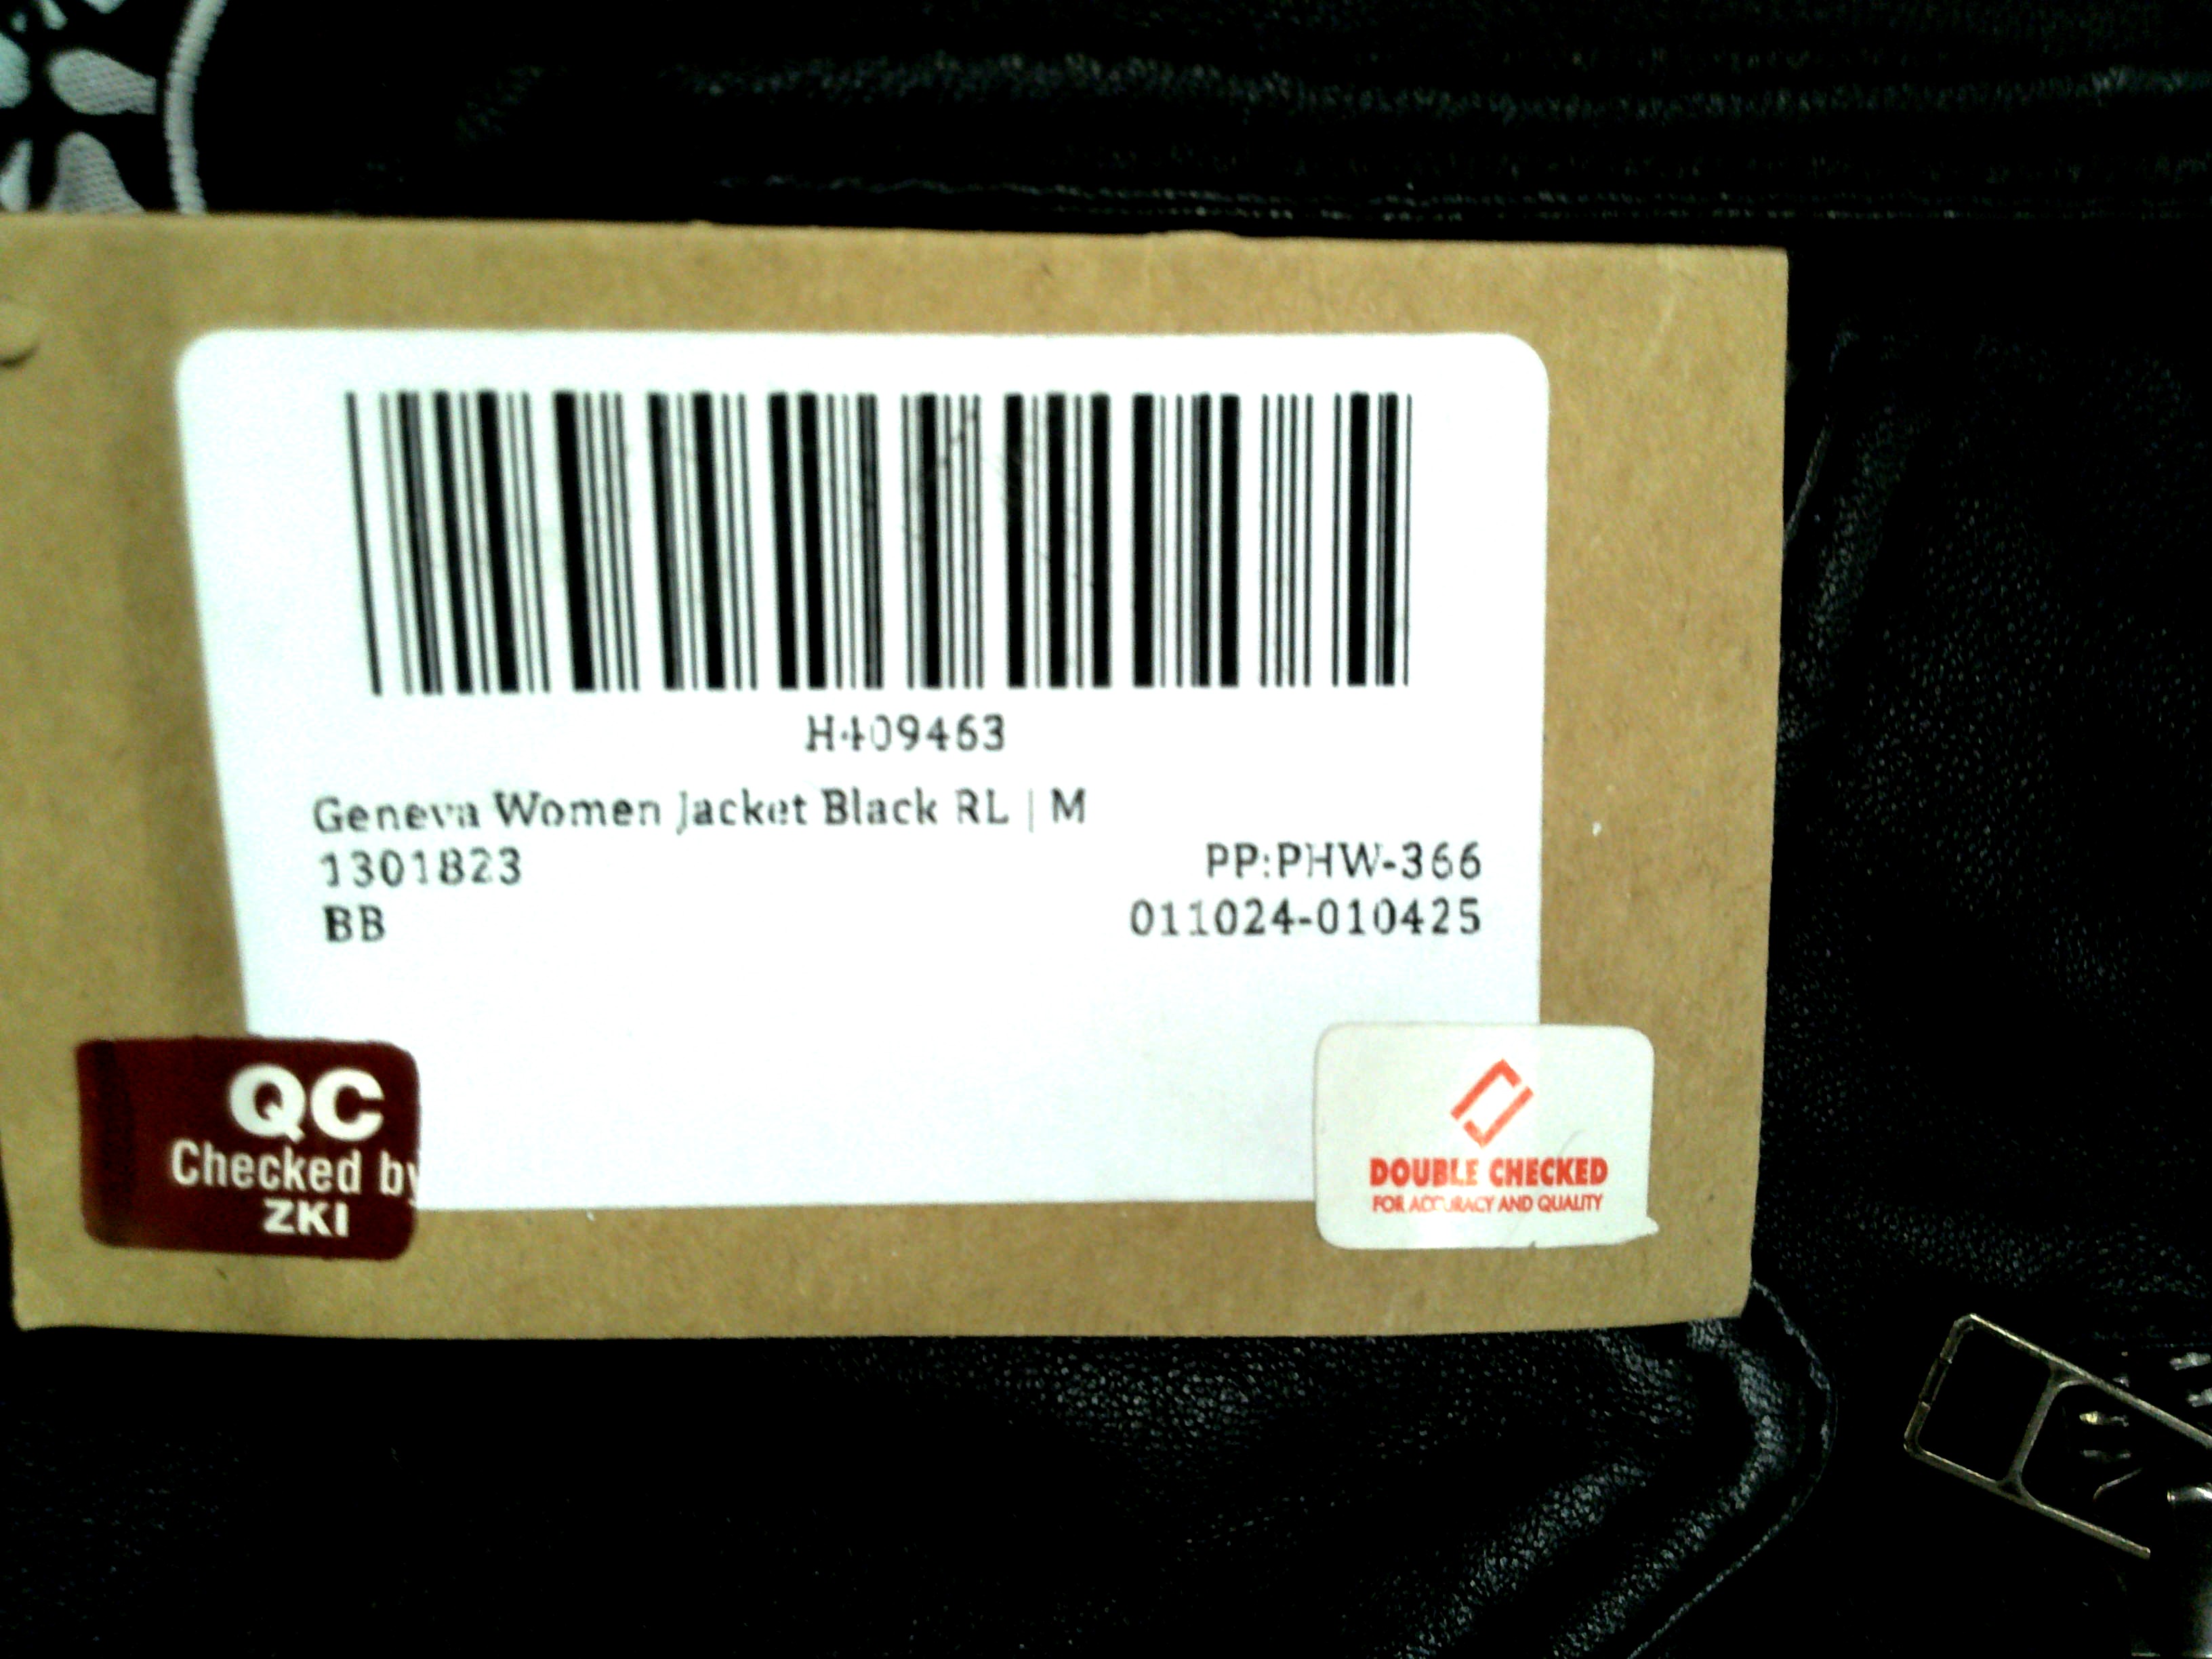 H409463
Geneva Women Jacket Black RL | M
1301823
PP:PHW-366
BB
011024-010425
QC
Checked by
ZKI
DOUBLE CHECKED
FOR ACCURACY AND QUALITY